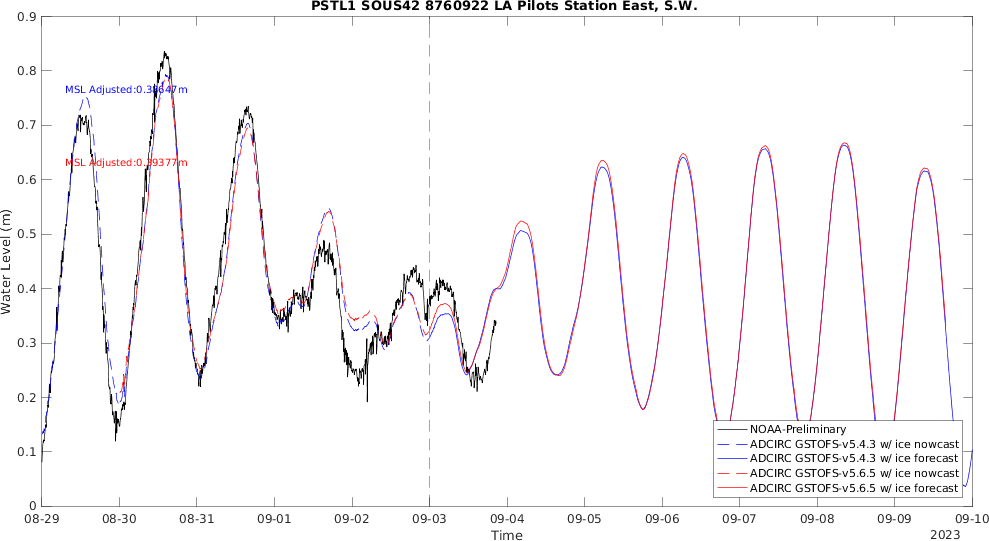 PSTL1 SOUS42 8760922 LA Pilots Station East, S.W.
0.9
0.8
0.7
0.6
0.5
0.4
0.3
0.2
0.1
0
Water Level (m)
MSL Adjusted:0.38647m
MSL Adjusted:0.39377m
NOAA-Preliminary
ADCIRC GSTOFS-v5.4.3 w/ ice nowcast
ADCIRC GSTOFS-v5.4.3 w/ ice forecast
ADCIRC GSTOFS-v5.6.5 w/ ice nowcast
ADCIRC GSTOFS-v5.6.5 w/ ice forecast
08-29 08-30 08-31 09-01 09-02 09-03 09-04 09-05 09-06 09-07 09-08 09-09 09-10
Time
2023